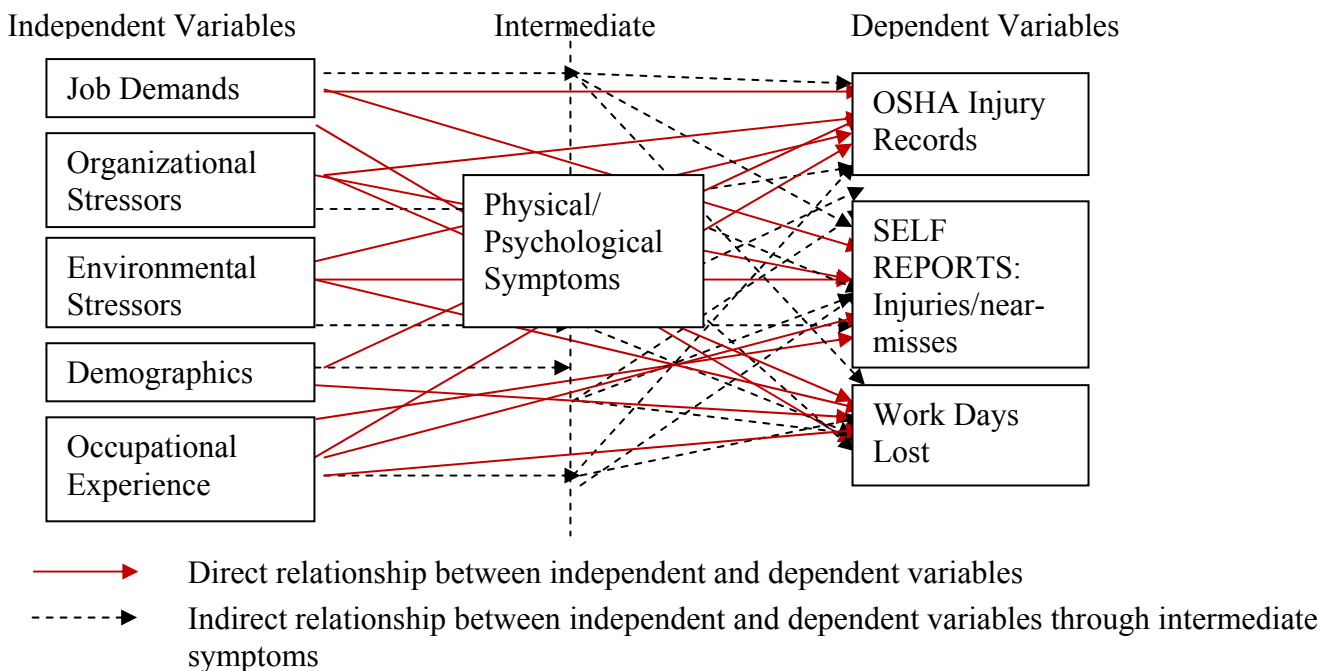 Independent Variables
Intermediate
Dependent Variables
Job Demands
Organizational
Stressors
Environmental
Stressors
Demographics
Occupational
Experience
Physical/
Psychological
Symptoms
OSHA Injury
Records
SELF
REPORTS:
Injuries/near-
misses
Work Days
Lost
Direct relationship between independent and dependent variables
Indirect relationship between independent and dependent variables through intermediate
symptoms